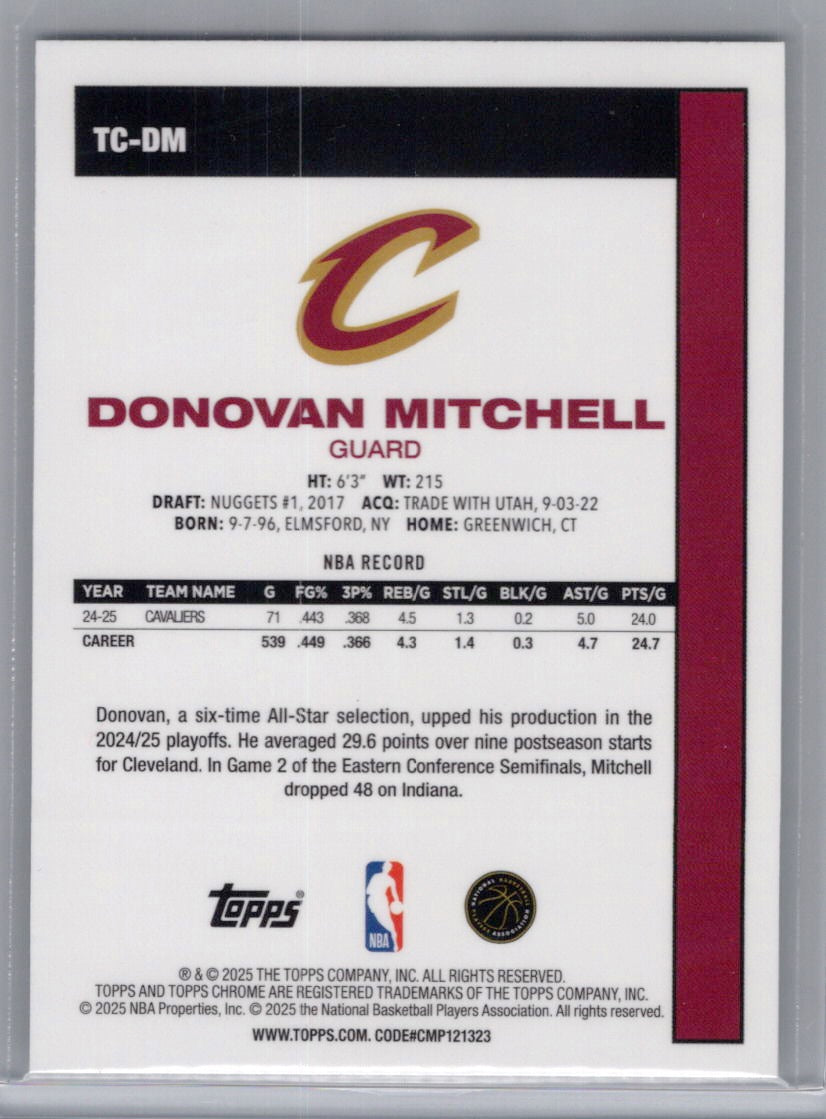 TC-DM
C
DONOVAN MITCHELL
GUARD
HT: 6'3" WT: 215
DRAFT: NUGGETS #1, 2017 ACQ: TRADE WITH UTAH, 9-03-22
BORN: 9-7-96, ELMSFORD, NY HOME: GREENWICH, CT
NBA RECORD
YEAR TEAM NAME G FG% 3P% REB/G STL/G BLK/G AST/G PTS/G
24-25 CAVALIERS 71 .443 .368 4.5 1.3 0.2 5.0 24.0
CAREER 539 .449 .366 4.3 1.4 0.3 4.7 24.7
Donovan, a six-time All-Star selection, upped his production in the
2024/25 playoffs. He averaged 29.6 points over nine postseason starts
for Cleveland. In Game 2 of the Eastern Conference Semifinals, Mitchell
dropped 48 on Indiana.
Topps®
NBA
NATIONAL BASKETBALL PLAYERS ASSOCIATION
® & © 2025 THE TOPPS COMPANY, INC. ALL RIGHTS RESERVED.
TOPPS AND TOPPS CHROME ARE REGISTERED TRADEMARKS OF THE TOPPS COMPANY, INC.
© 2025 NBA Properties, Inc. © 2025 the National Basketball Players Association. All rights reserved.
WWW.TOPPS.COM. CODE#CMP121323